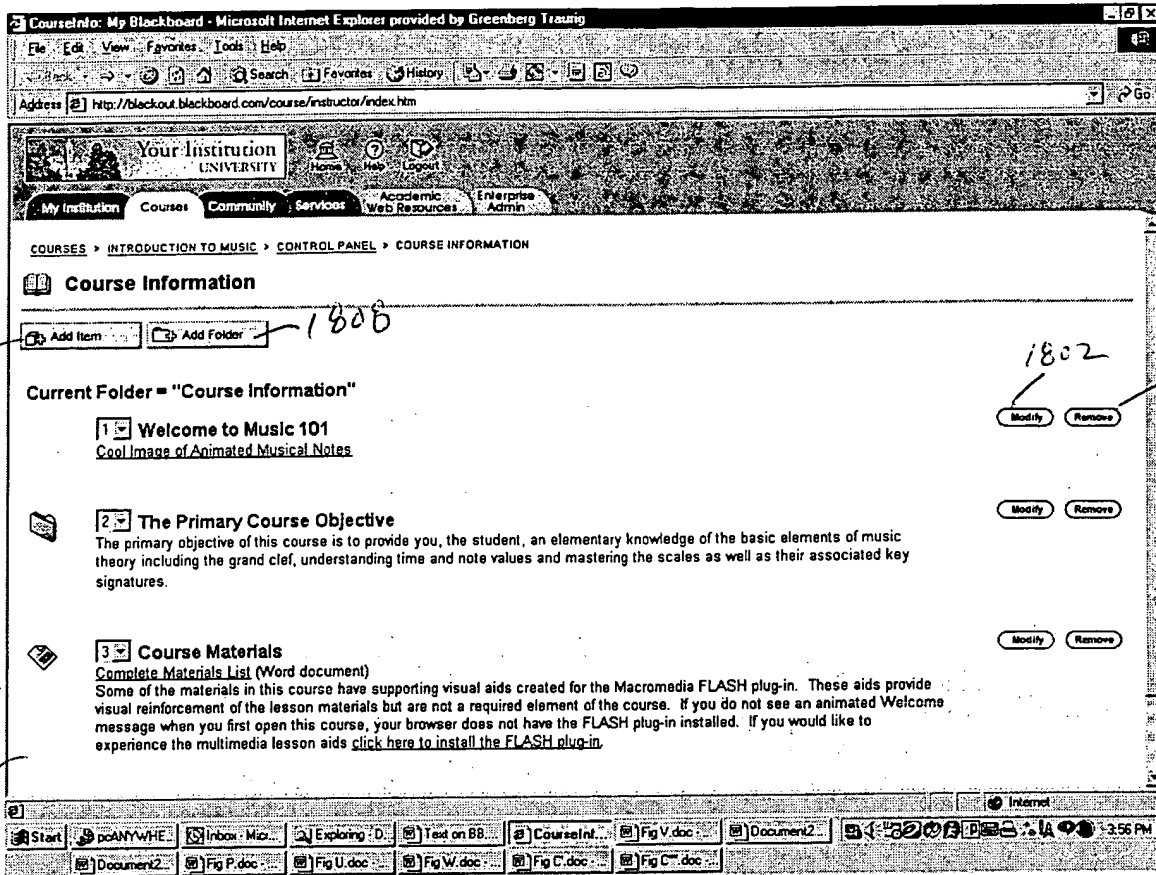 CourseInfo: My Blackboard - Microsoft Internet Explorer provided by Greenberg Traurig
File Edit View Favorites Tools Help
Back Search Favorites History
Address http://blackout.blackboard.com/course/instructor/index.htm Go
Your Institution
UNIVERSITY
Home Help Logout
My Institution Courses Community Services Academic Web Resources Enterprise Admin
COURSES > INTRODUCTION TO MUSIC > CONTROL PANEL > COURSE INFORMATION
Course Information
Add Item Add Folder 1808
1802
Current Folder = "Course Information"
1 Welcome to Music 101 Modify Remove
Cool Image of Animated Musical Notes
2 The Primary Course Objective Modify Remove
The primary objective of this course is to provide you, the student, an elementary knowledge of the basic elements of music
theory including the grand clef, understanding time and note values and mastering the scales as well as their associated key
signatures.
3 Course Materials Modify Remove
Complete Materials List (Word document)
Some of the materials in this course have supporting visual aids created for the Macromedia FLASH plug-in. These aids provide
visual reinforcement of the lesson materials but are not a required element of the course. If you do not see an animated Welcome
message when you first open this course, your browser does not have the FLASH plug-in installed. If you would like to
experience the multimedia lesson aids click here to install the FLASH plug-in.
Internet
Start pcANYWHE... Inbox - Micr... Exploring - D... Text on BB... CourseInf... Fig V.doc -... Document2... 3:56 PM
Document2... Fig P.doc -... Fig U.doc -... Fig W.doc -... Fig C'.doc -...